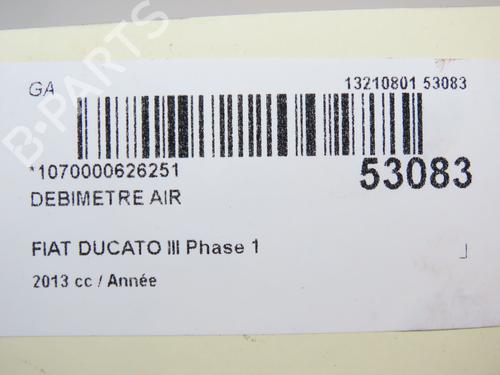 GA
13210801 53083
*1070000626251
53083
DEBIMETRE AIR
FIAT DUCATO III Phase 1
2013 cc / Année
B-PARTS